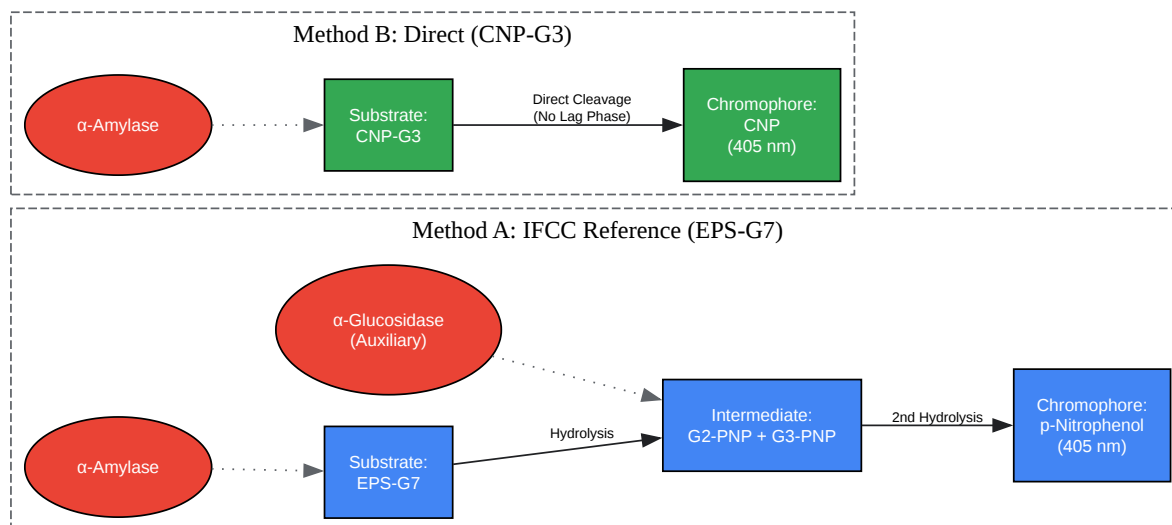 Method B: Direct (CNP-G3)
α-Amylase
Substrate:
CNP-G3
Direct Cleavage
(No Lag Phase)
Chromophore:
CNP
(405 nm)
Method A: IFCC Reference (EPS-G7)
α-Glucosidase
(Auxiliary)
α-Amylase
Substrate:
EPS-G7
Hydrolysis
Intermediate:
G2-PNP + G3-PNP
2nd Hydrolysis
Chromophore:
p-Nitrophenol
(405 nm)